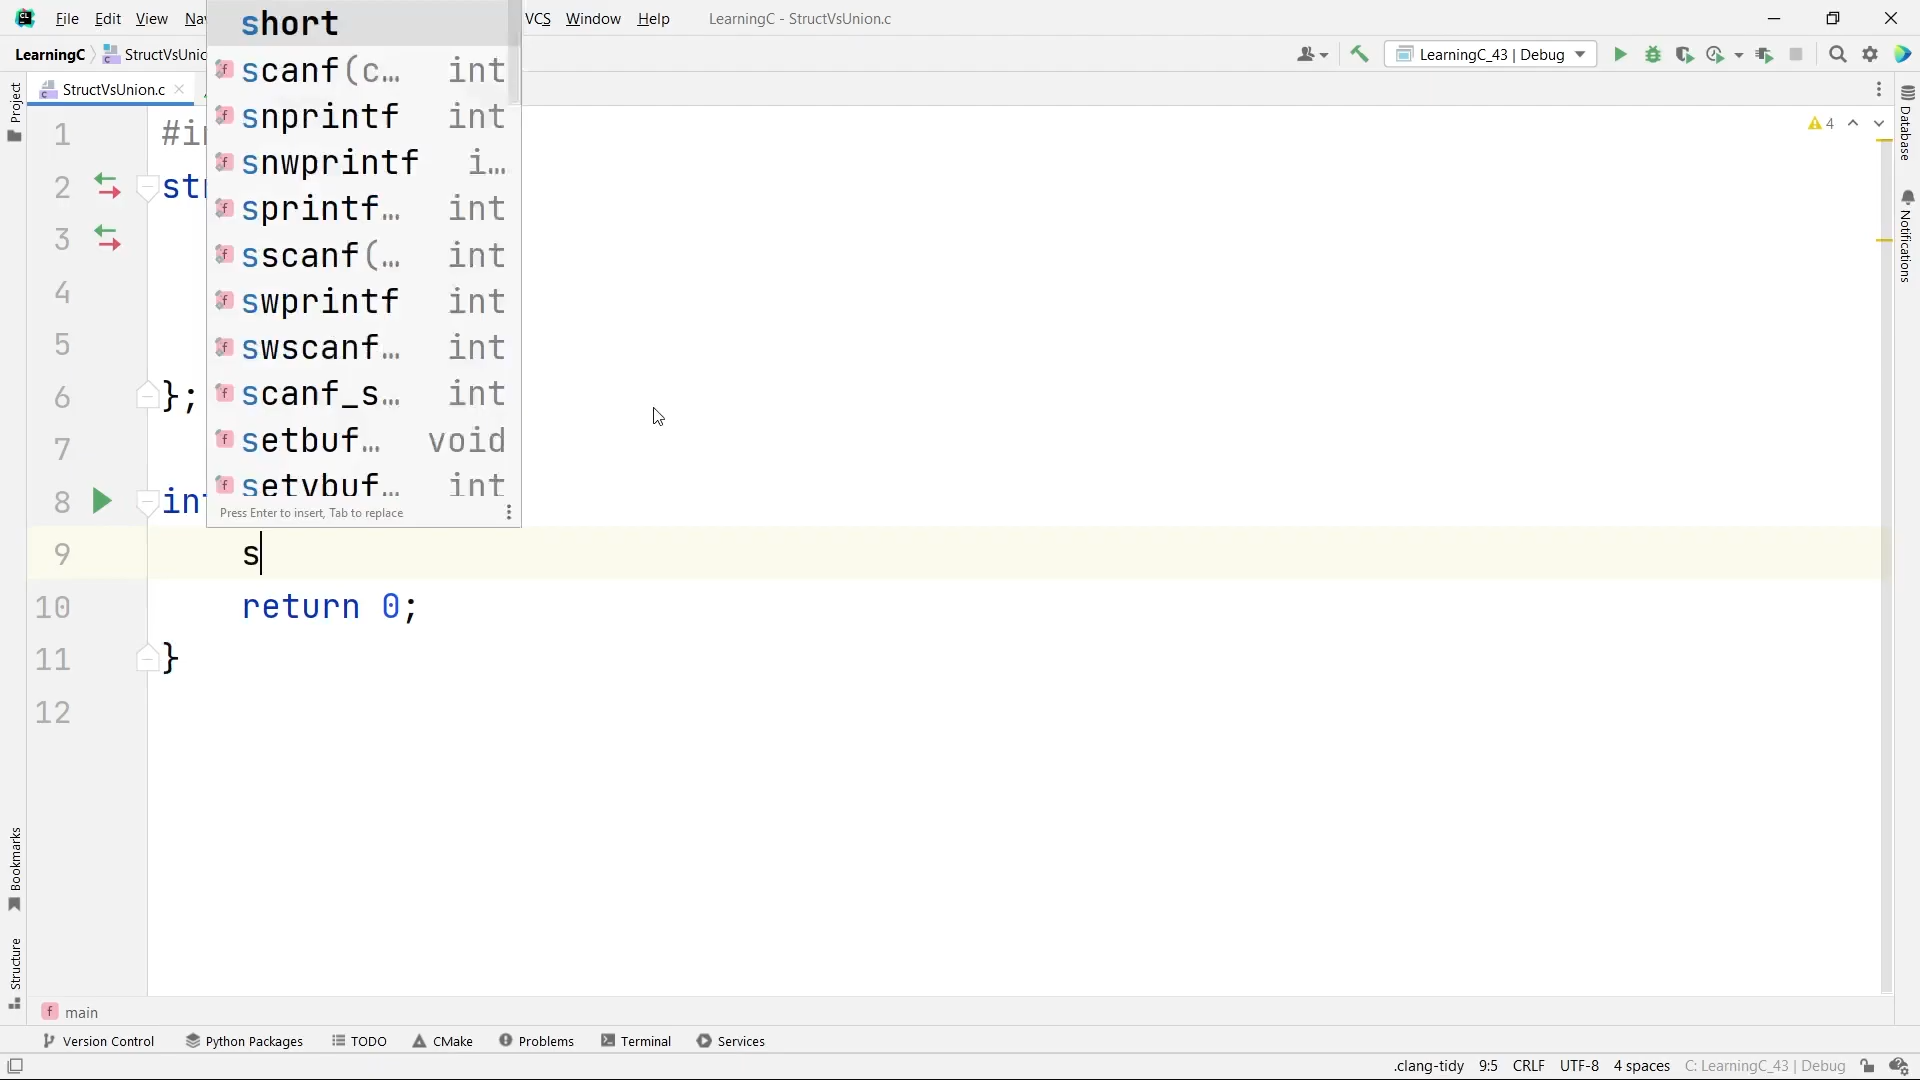 File Edit View Nav VCS Window Help LearningC - StructVsUnion.c
LearningC StructVsUnio LearningC_43 | Debug
StructVsUnion.c
short
scanf(c… int
snprintf int
snwprintf i…
sprintf… int
sscanf(… int
swprintf int
swscanf… int
scanf_s… int
setbuf… void
setvbuf… int
Press Enter to insert, Tab to replace
4
1 #in
2 str
3
4
5
6 };
7
8 int
9 s
10 return 0;
11 }
12
Project
Bookmarks
Structure
Database
Notifications
f main
Version Control Python Packages TODO CMake Problems Terminal Services
.clang-tidy 9:5 CRLF UTF-8 4 spaces C: LearningC_43 | Debug